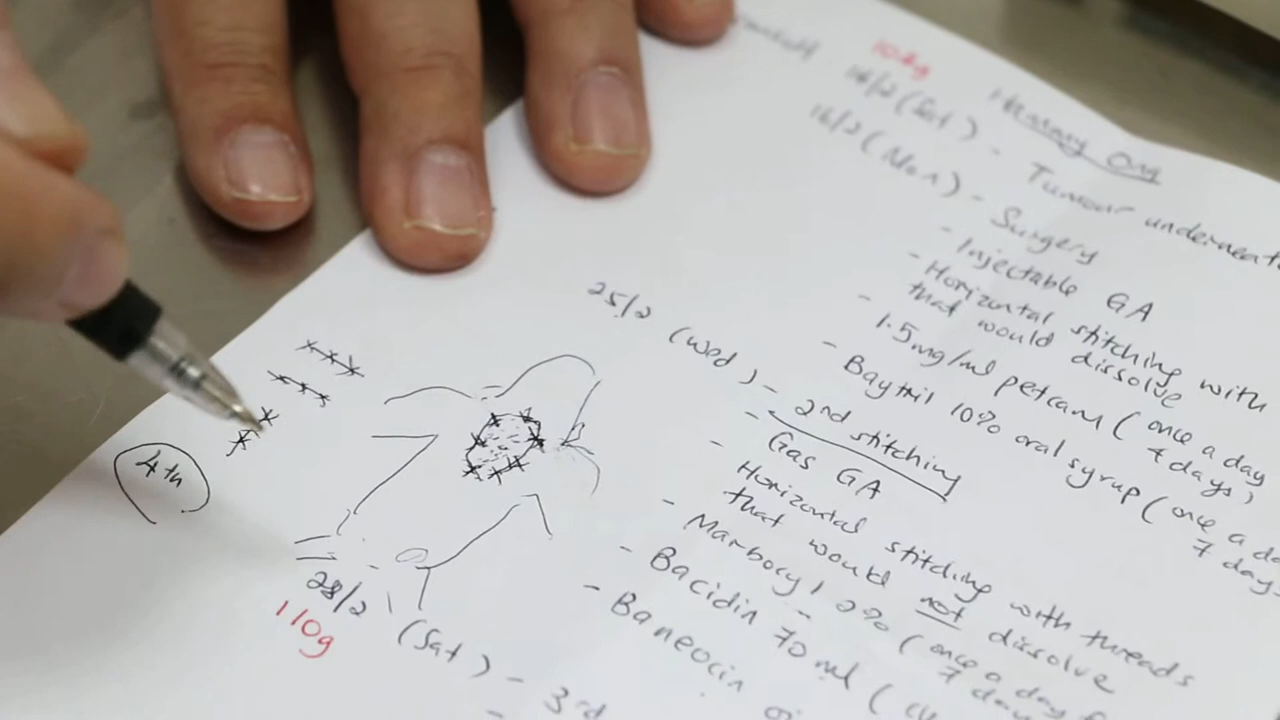 108g
14/2 (Sat) - Tumour underneath
16/2 (Mon) - Surgery
- Injectable GA
- Horizontal stitching with
that would dissolve
- 1.5mg/ml petcam (once a day
7 days)
- Baytril 10% oral syrup (once a da
7 days
25/2 (Wed) - 2nd stitching
- Gas GA
- Horizontal stitching with threads
that would not dissolve
- Marbocyl 2% (once a day f
7 day
- Bacidin 70 ml (
- Baneocin
4th
28/2 (Sat) - 3rd
110g